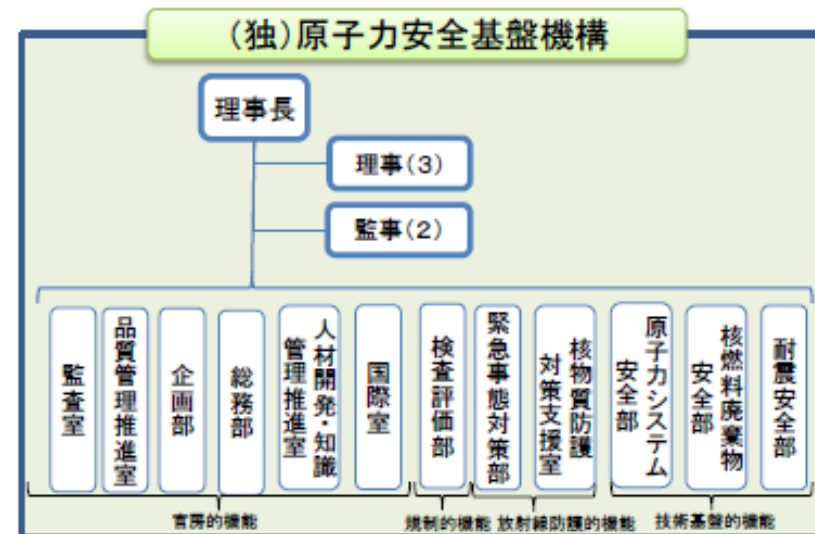 (独)原子力安全基盤機構
理事長
理事(3)
監事(2)
監査室
品質管理推進室
企画部
総務部
人材開発・知識
管理推進室
国際室
検査評価部
緊急事態対策部
核物質防護
対策支援室
原子力システム
安全部
核燃料廃棄物
安全部
耐震安全部
官房的機能
規制的機能
放射線防護的機能
技術基盤的機能